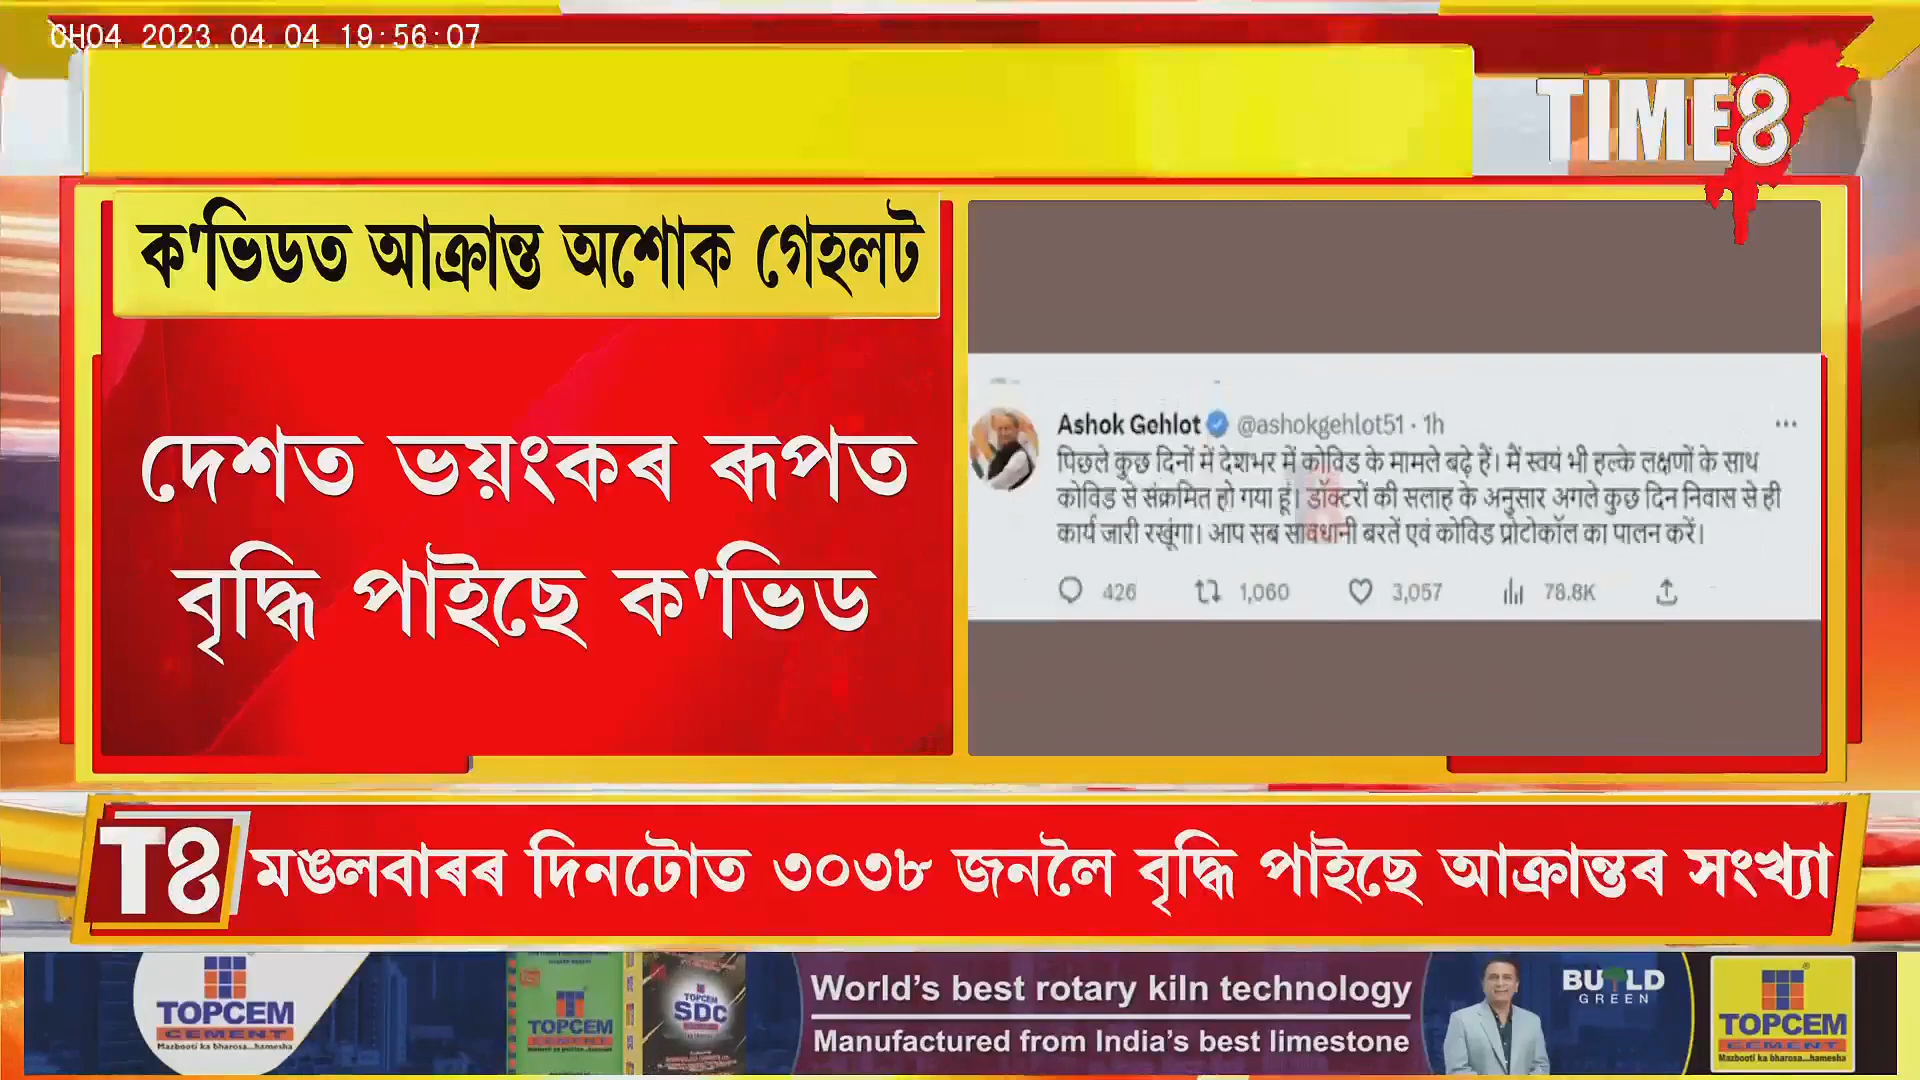 CH04 2023.04.04 19:56:07
TIME8
ক'ভিডত আক্ৰান্ত অশোক গেহলট
দেশত ভয়ংকৰ ৰূপত
বৃদ্ধি পাইছে ক'ভিড
Ashok Gehlot @ashokgehlot51 · 1h
पिछले कुछ दिनों में देशभर में कोविड के मामले बढ़े हैं। मैं स्वयं भी हल्के लक्षणों के साथ
कोविड से संक्रमित हो गया हूं। डॉक्टरों की सलाह के अनुसार अगले कुछ दिन निवास से ही
कार्य जारी रखूंगा। आप सब सावधानी बरतें एवं कोविड प्रोटोकॉल का पालन करें।
426 1,060 3,057 78.8K
T8 মঙলবাৰৰ দিনটোত ৩০৩৮ জনলৈ বৃদ্ধি পাইছে আক্ৰান্তৰ সংখ্যা
TOPCEM
CEMENT
Mazbooti ka bharosa...hamesha
TOPCEM
CEMENT
TOPCEM
SDC
World's best rotary kiln technology
Manufactured from India's best limestone
BUILD
GREEN
TOPCEM
CEMENT
Mazbooti ka bharosa...hamesha